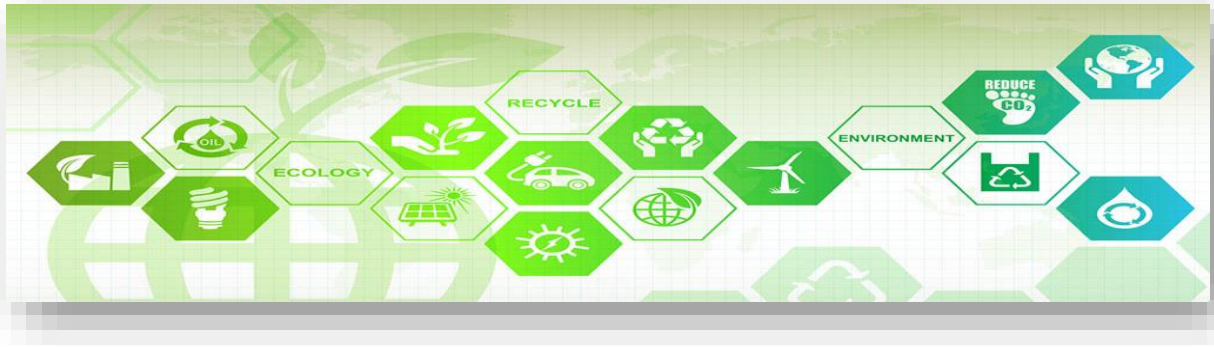 RECYCLE
REDUCE
CO₂
ENVIRONMENT
OIL
ECOLOGY